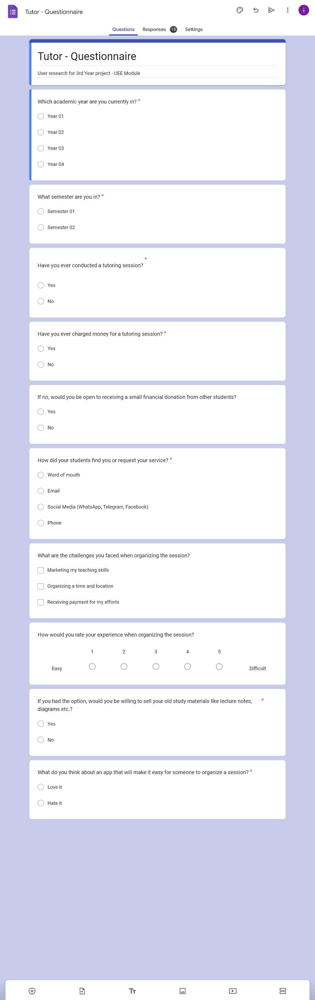 Tutor - Questionnaire
i
Questions
Responses 15
Settings
Tutor - Questionnaire
User research for 3rd Year project - UEE Module
Which academic year are you currently in? *
Year 01
Year 02
Year 03
Year 04
What semester are you in? *
Semester 01
Semester 02
Have you ever conducted a tutoring session? *
Yes
No
Have you ever charged money for a tutoring session? *
Yes
No
If no, would you be open to receiving a small financial donation from other students?
Yes
No
How did your students find you or request your service? *
Word of mouth
Email
Social Media (WhatsApp, Telegram, Facebook)
Phone
What are the challenges you faced when organizing the session?
Marketing my teaching skills
Organizing a time and location
Receiving payment for my efforts
How would you rate your experience when organizing the session?
1 2 3 4 5
Easy Difficult
If you had the option, would you be willing to sell your old study materials like lecture notes, *
diagrams etc.?
Yes
No
What do you think about an app that will make it easy for someone to organize a session? *
Love it
Hate it
Tт